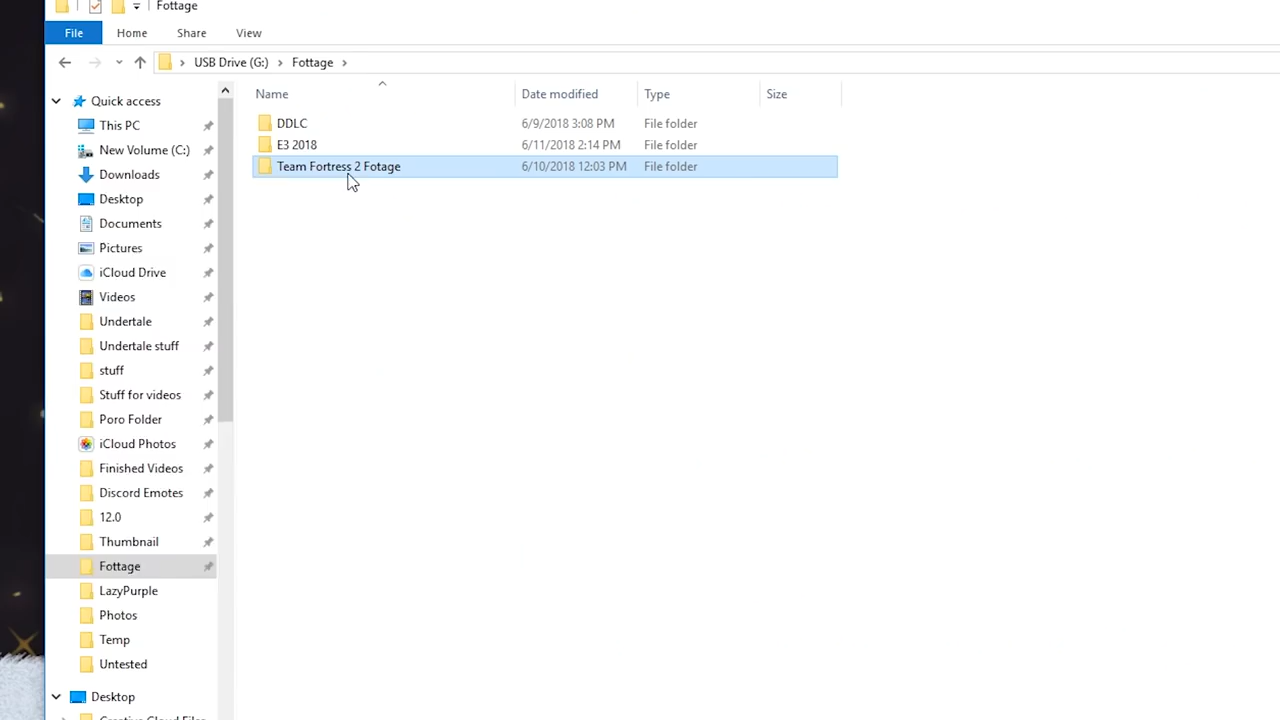 Fottage
File Home Share View
USB Drive (G:) Fottage
Name Date modified Type Size
DDLC 6/9/2018 3:08 PM File folder
E3 2018 6/11/2018 2:14 PM File folder
Team Fortress 2 Fotage 6/10/2018 12:03 PM File folder
Quick access
This PC
New Volume (C:)
Downloads
Desktop
Documents
Pictures
iCloud Drive
Videos
Undertale
Undertale stuff
stuff
Stuff for videos
Poro Folder
iCloud Photos
Finished Videos
Discord Emotes
12.0
Thumbnail
Fottage
LazyPurple
Photos
Temp
Untested
Desktop
Creative Cloud Files